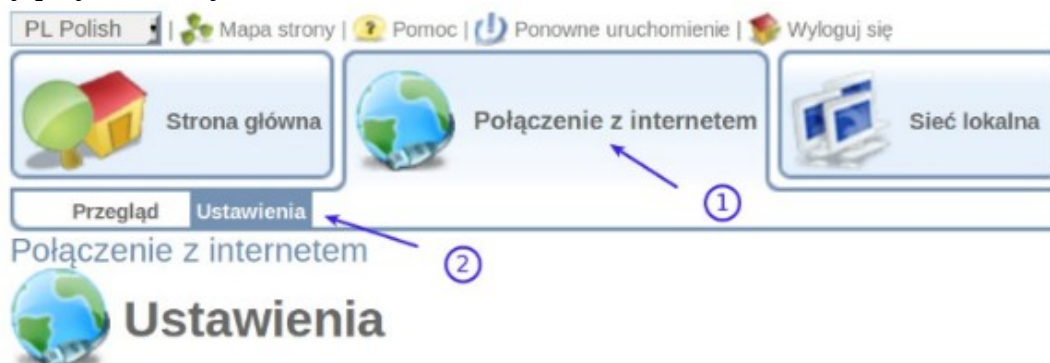 PL Polish | Mapa strony | Pomoc | Ponowne uruchomienie | Wyloguj się
Strona główna Połączenie z internetem Sieć lokalna
1
Przegląd Ustawienia
Połączenie z internetem
2
Ustawienia